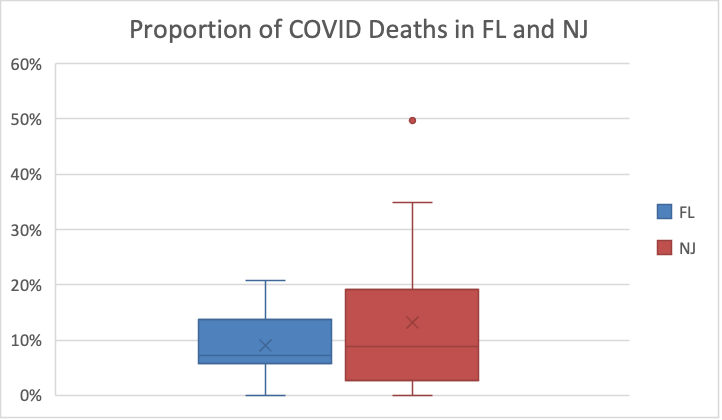 Proportion of COVID Deaths in FL and NJ
60%
50%
40%
30%
20%
10%
0%
FL
NJ